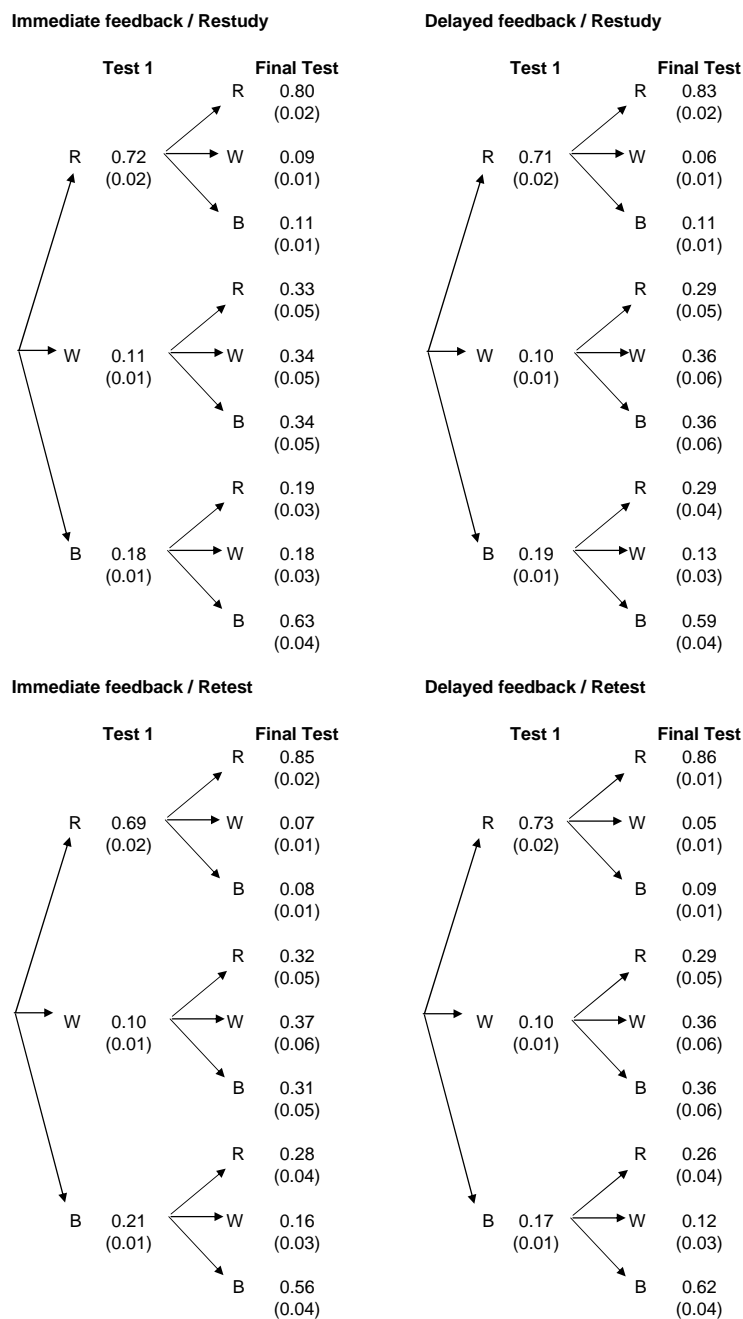 Immediate feedback / Restudy
Test 1 Final Test
R 0.80
(0.02)
R 0.72 W 0.09
(0.02) (0.01)
B 0.11
(0.01)
R 0.33
(0.05)
W 0.11 W 0.34
(0.01) (0.05)
B 0.34
(0.05)
R 0.19
(0.03)
B 0.18 W 0.18
(0.01) (0.03)
B 0.63
(0.04)
Delayed feedback / Restudy
Test 1 Final Test
R 0.83
(0.02)
R 0.71 W 0.06
(0.02) (0.01)
B 0.11
(0.01)
R 0.29
(0.05)
W 0.10 W 0.36
(0.01) (0.06)
B 0.36
(0.06)
R 0.29
(0.04)
B 0.19 W 0.13
(0.01) (0.03)
B 0.59
(0.04)
Immediate feedback / Retest
Test 1 Final Test
R 0.85
(0.02)
R 0.69 W 0.07
(0.02) (0.01)
B 0.08
(0.01)
R 0.32
(0.05)
W 0.10 W 0.37
(0.01) (0.06)
B 0.31
(0.05)
R 0.28
(0.04)
B 0.21 W 0.16
(0.01) (0.03)
B 0.56
(0.04)
Delayed feedback / Retest
Test 1 Final Test
R 0.86
(0.01)
R 0.73 W 0.05
(0.02) (0.01)
B 0.09
(0.01)
R 0.29
(0.05)
W 0.10 W 0.36
(0.01) (0.06)
B 0.36
(0.06)
R 0.26
(0.04)
B 0.17 W 0.12
(0.01) (0.03)
B 0.62
(0.04)